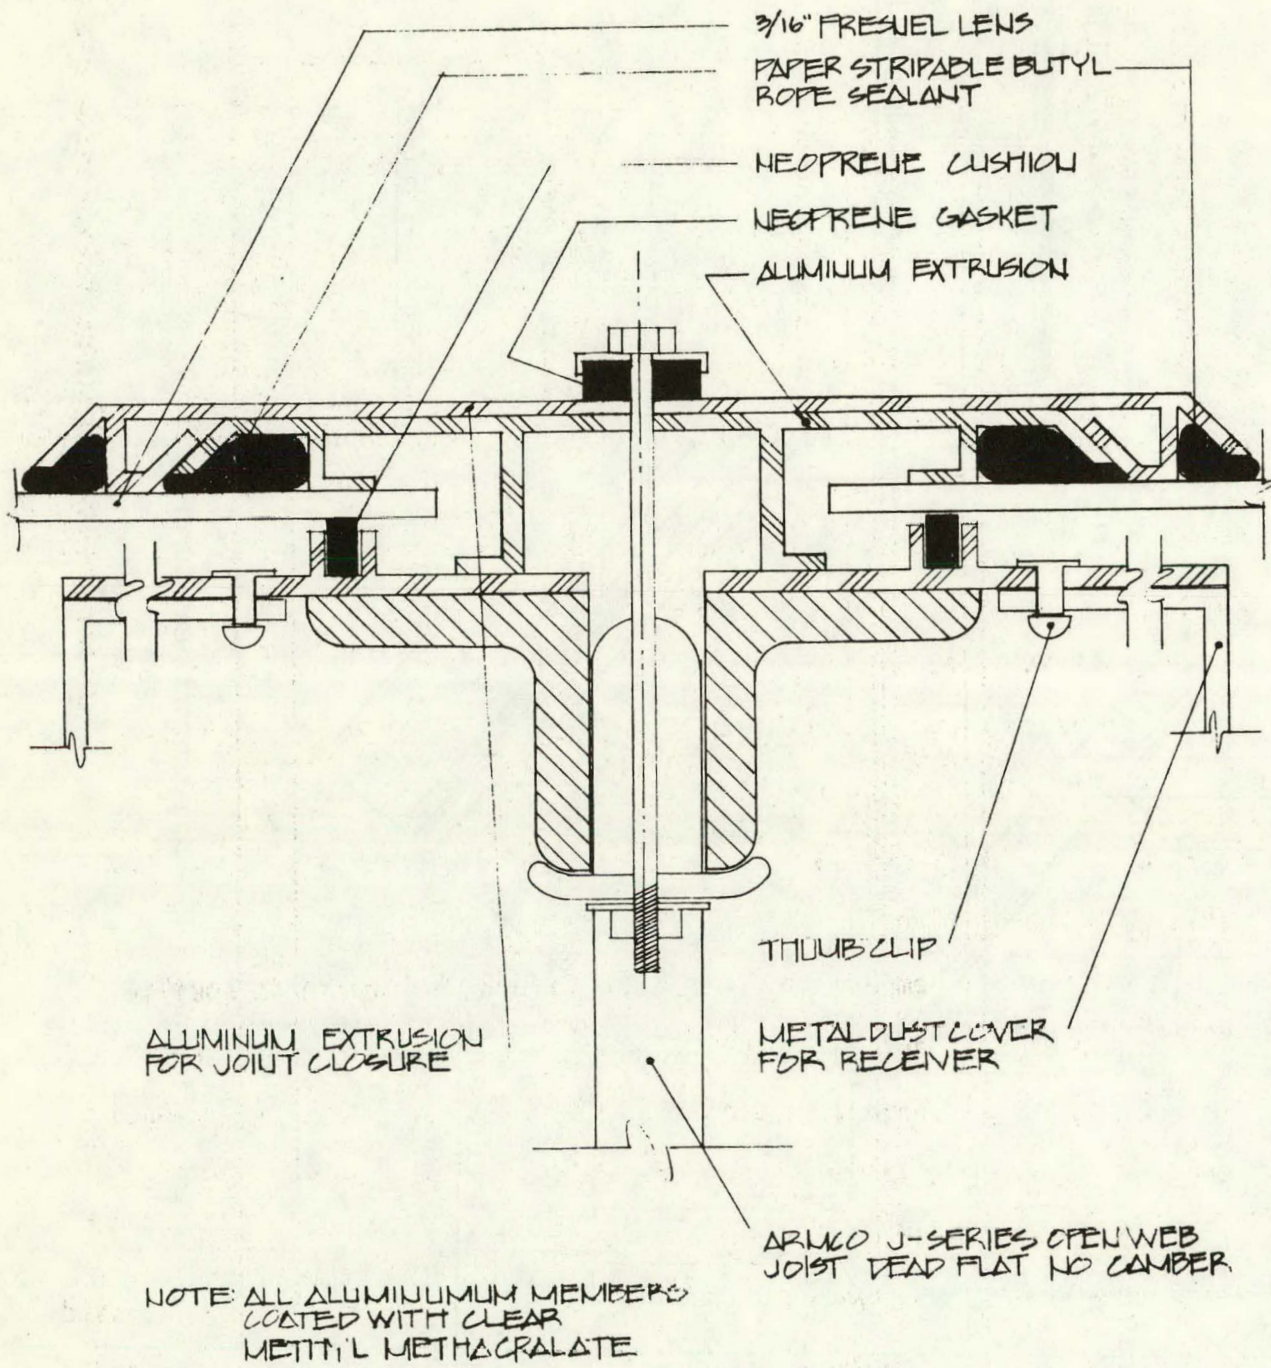 3/16" FRESNEL LENS
PAPER STRIPABLE BUTYL
ROPE SEALANT
NEOPRENE CUSHION
NEOPRENE GASKET
ALUMINUM EXTRUSION
THUMB CLIP
ALUMINUM EXTRUSION
FOR JOINT CLOSURE
METAL DUST COVER
FOR RECEIVER
ARMCO J-SERIES OPEN WEB
JOIST DEAD FLAT NO CAMBER
NOTE: ALL ALUMINUMUM MEMBERS
COATED WITH CLEAR
METHACRALATE